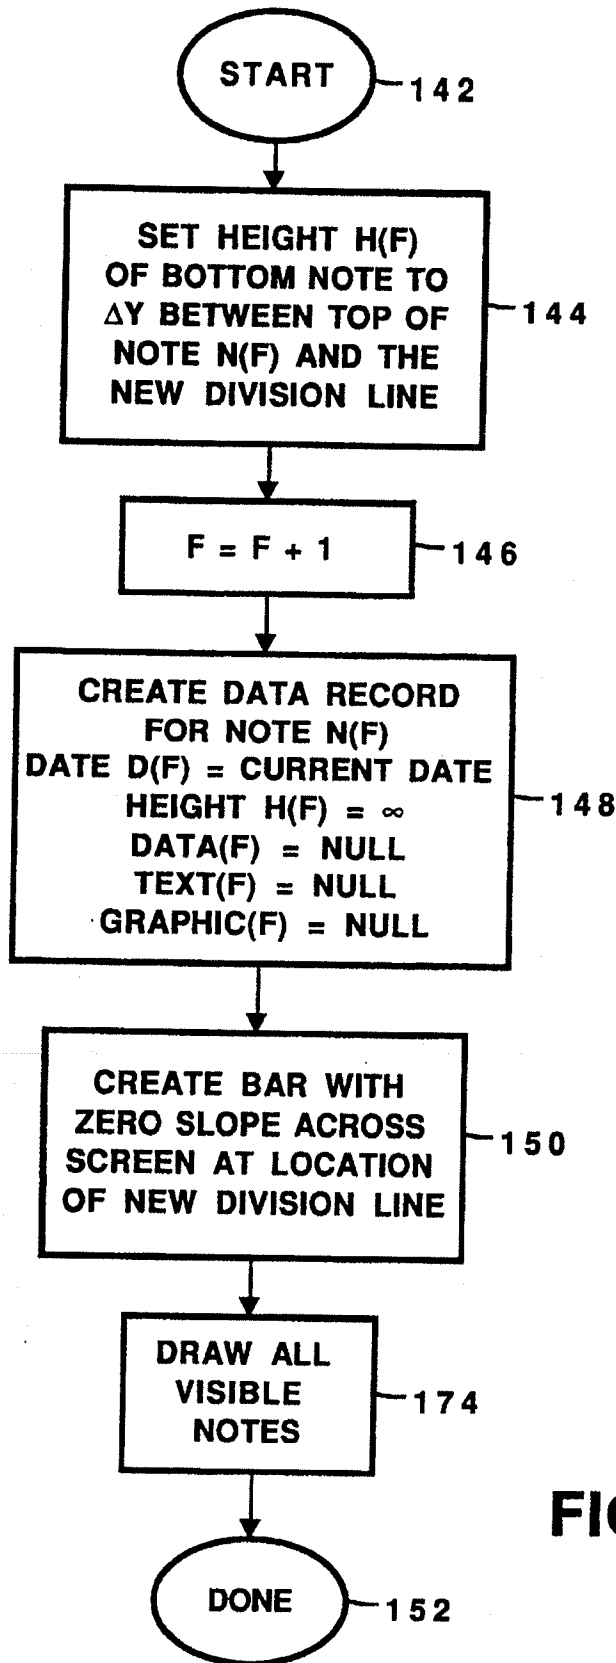 START
142
SET HEIGHT H(F)
OF BOTTOM NOTE TO
ΔY BETWEEN TOP OF
NOTE N(F) AND THE
NEW DIVISION LINE
144
F = F + 1
146
CREATE DATA RECORD
FOR NOTE N(F)
DATE D(F) = CURRENT DATE
HEIGHT H(F) = ∞
DATA(F) = NULL
TEXT(F) = NULL
GRAPHIC(F) = NULL
148
CREATE BAR WITH
ZERO SLOPE ACROSS
SCREEN AT LOCATION
OF NEW DIVISION LINE
150
DRAW ALL
VISIBLE
NOTES
174
DONE
152